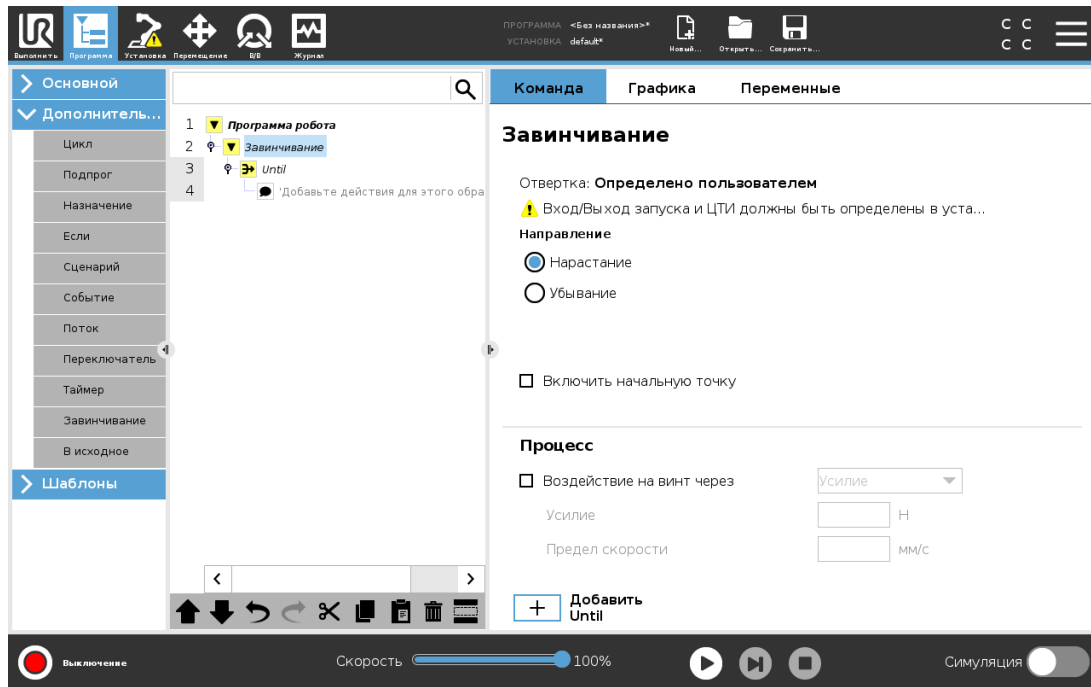 UR
ПРОГРАММА <Без названия>*
УСТАНОВКА default*
Выполнить Программа Установка Перемещение В/В Журнал
Новый... Открыть... Сохранить...
C C
C C
Основной
Дополнитель...
Цикл
Подпрог
Назначение
Если
Сценарий
Событие
Поток
Переключатель
Таймер
Завинчивание
В исходное
Шаблоны
1 Программа робота
2 Завинчивание
3 Until
4 'Добавьте действия для этого обра
Команда Графика Переменные
Завинчивание
Отвертка: Определено пользователем
Вход/Выход запуска и ЦТИ должны быть определены в уста...
Направление
Нарастание
Убывание
Включить начальную точку
Процесс
Воздействие на винт через Усилие
Усилие Н
Предел скорости мм/с
+ Добавить
Until
Выключение Скорость 100% Симуляция